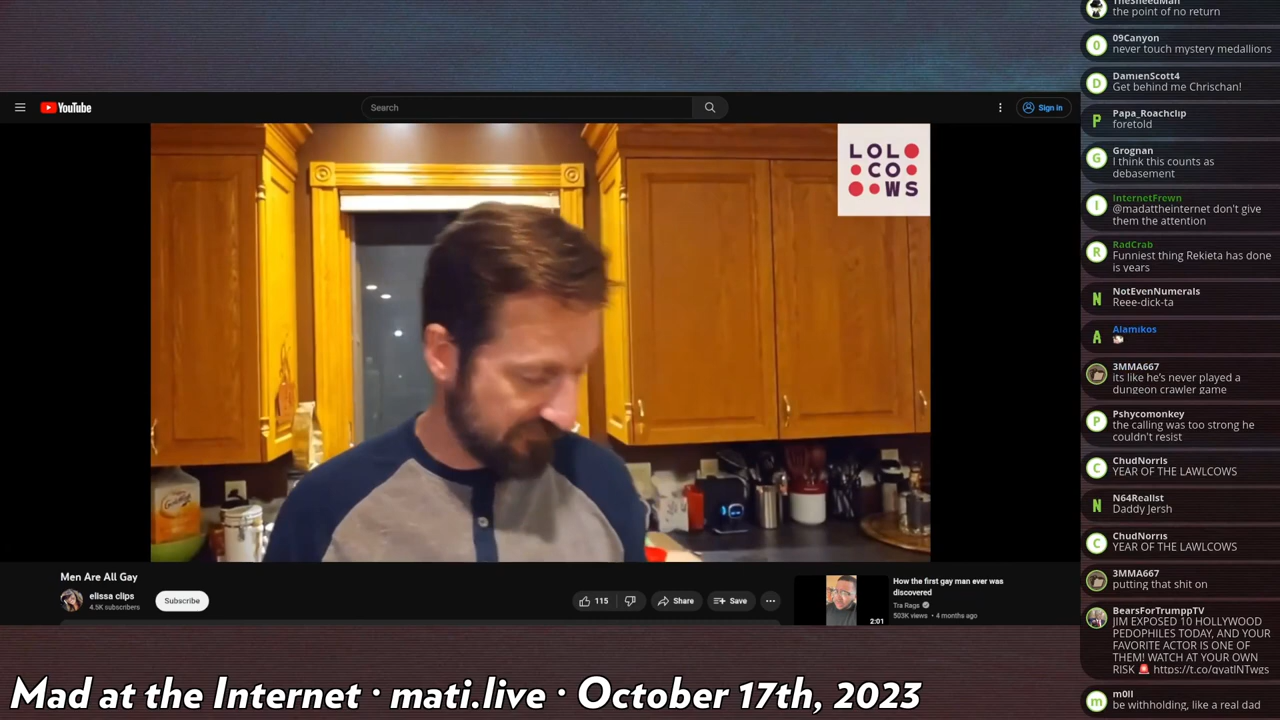 YouTube
Search
Sign in
LOL
CO
WS
Men Are All Gay
elissa clips
4.5K subscribers
Subscribe
115
Share
Save
How the first gay man ever was
discovered
Tra Rags
503K views • 4 months ago
2:01
Mad at the Internet · mati.live · October 17th, 2023
TheSneedMan
the point of no return
09Canyon
never touch mystery medallions
DamienScott4
Get behind me Chrischan!
Papa_Roachclip
foretold
Grognan
I think this counts as
debasement
InternetFrewn
@madattheinternet don't give
them the attention
RadCrab
Funniest thing Rekieta has done
is years
NotEvenNumerals
Reee-dick-ta
Alamikos
3MMA667
its like he's never played a
dungeon crawler game
Pshycomonkey
the calling was too strong he
couldn't resist
ChudNorris
YEAR OF THE LAWLCOWS
N64Realist
Daddy Jersh
ChudNorris
YEAR OF THE LAWLCOWS
3MMA667
putting that shit on
BearsForTrumppTV
JIM EXPOSED 10 HOLLYWOOD
PEDOPHILES TODAY, AND YOUR
FAVORITE ACTOR IS ONE OF
THEM! WATCH AT YOUR OWN
RISK
m0ll
be withholding, like a real dad